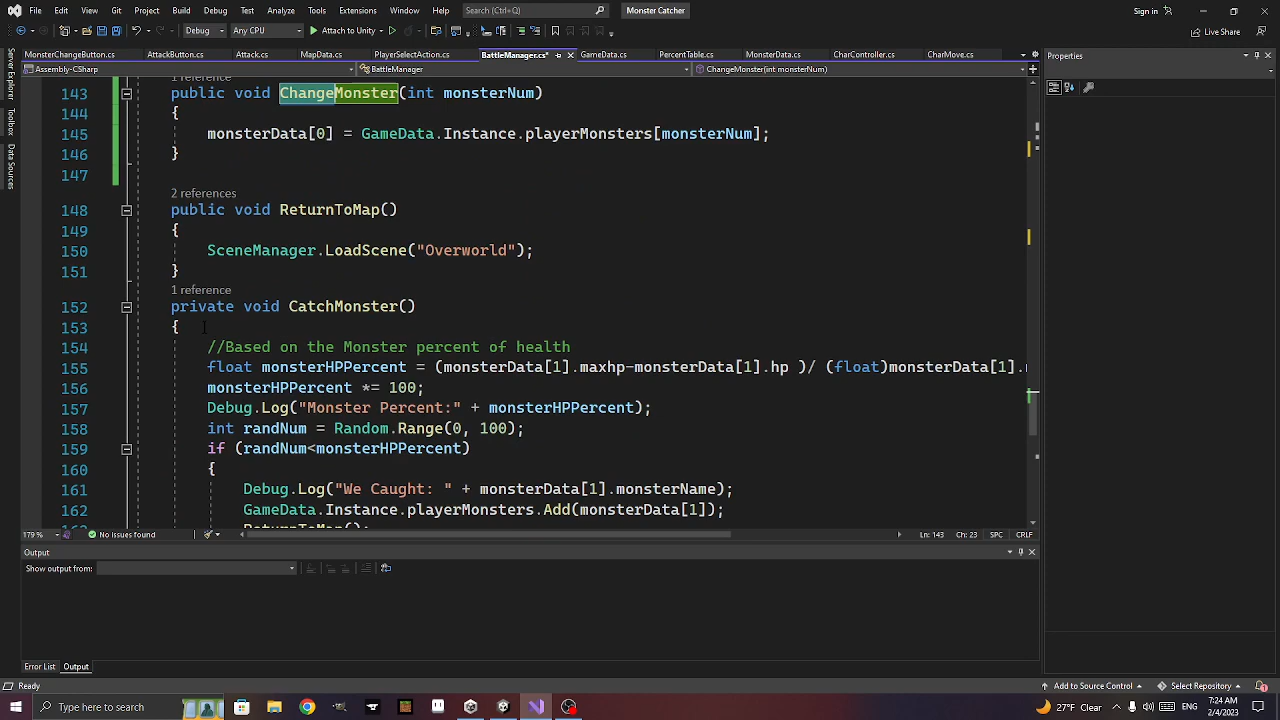 File Edit View Git Project Build Debug Test Analyze Tools Extensions Window Help Search (Ctrl+Q) Monster Catcher Sign in
Debug Any CPU Attach to Unity Live Share
MonsterChangeButton.cs AttackButton.cs Attack.cs MapData.cs PlayerSelectAction.cs BattleManager.cs* GameData.cs PercentTable.cs MonsterData.cs CharController.cs CharMove.cs Properties
Assembly-CSharp BattleManager ChangeMonster(int monsterNum)
Server Explorer
Toolbox
Data Sources
1 reference
143 public void ChangeMonster(int monsterNum)
144 {
145 monsterData[0] = GameData.Instance.playerMonsters[monsterNum];
146 }
147
2 references
148 public void ReturnToMap()
149 {
150 SceneManager.LoadScene("Overworld");
151 }
1 reference
152 private void CatchMonster()
153 {
154 //Based on the Monster percent of health
155 float monsterHPPercent = (monsterData[1].maxhp-monsterData[1].hp )/ (float)monsterData[1].
156 monsterHPPercent *= 100;
157 Debug.Log("Monster Percent:" + monsterHPPercent);
158 int randNum = Random.Range(0, 100);
159 if (randNum<monsterHPPercent)
160 {
161 Debug.Log("We Caught: " + monsterData[1].monsterName);
162 GameData.Instance.playerMonsters.Add(monsterData[1]);
ReturnToMap();
179 % No issues found Ln: 143 Ch: 23 SPC CRLF
Output
Show output from:
Error List Output
Ready Add to Source Control Select Repository
Type here to search 27°F Clear 7:24 AM
2/4/2023